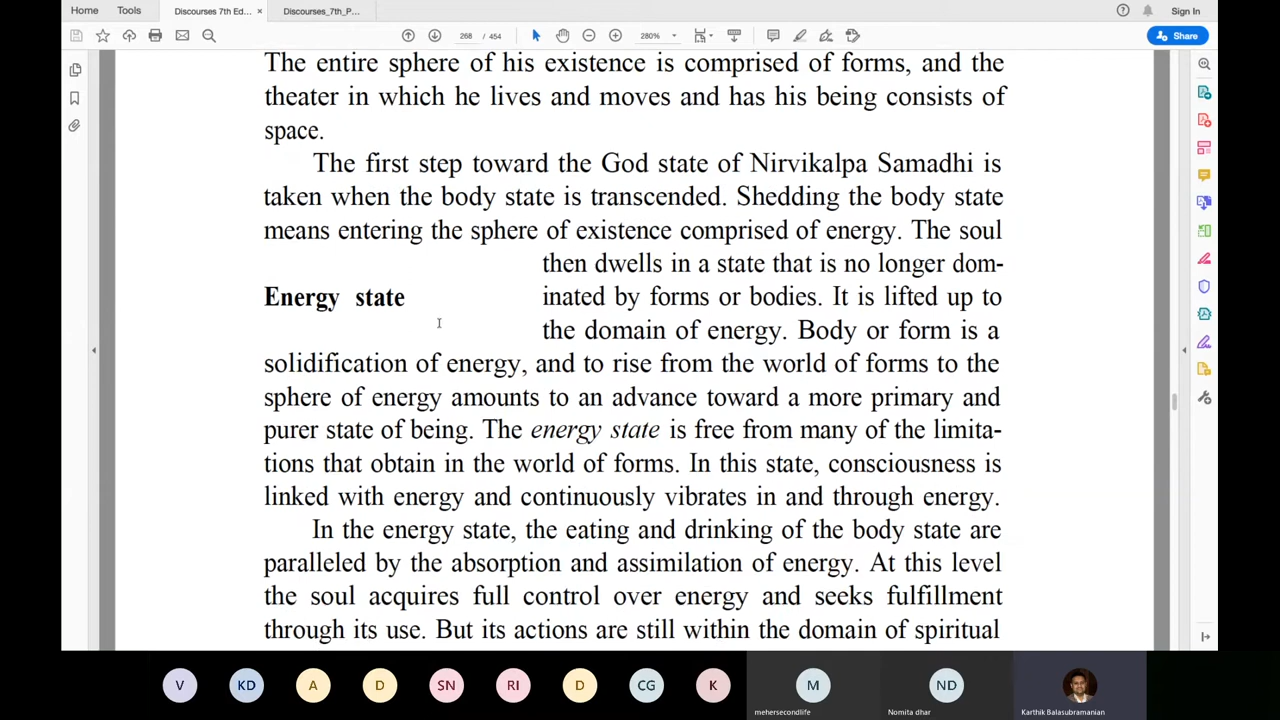 Home
Tools
Discourses 7th Ed...
Discourses_7th_P...
Sign In
268 / 454
280%
Share
The entire sphere of his existence is comprised of forms, and the
theater in which he lives and moves and has his being consists of
space.
The first step toward the God state of Nirvikalpa Samadhi is
taken when the body state is transcended. Shedding the body state
means entering the sphere of existence comprised of energy. The soul
then dwells in a state that is no longer dom-
Energy state
inated by forms or bodies. It is lifted up to
the domain of energy. Body or form is a
solidification of energy, and to rise from the world of forms to the
sphere of energy amounts to an advance toward a more primary and
purer state of being. The energy state is free from many of the limita-
tions that obtain in the world of forms. In this state, consciousness is
linked with energy and continuously vibrates in and through energy.
In the energy state, the eating and drinking of the body state are
paralleled by the absorption and assimilation of energy. At this level
the soul acquires full control over energy and seeks fulfillment
through its use. But its actions are still within the domain of spiritual
V
KD
A
D
SN
RI
D
CG
K
M
ND
mehersecondlife
Nomita dhar
Karthik Balasubramanian